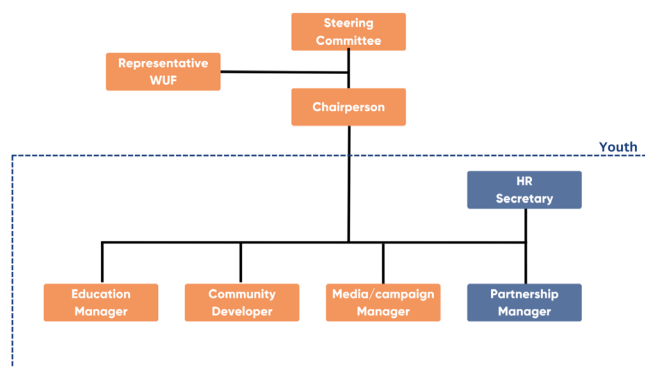 Steering
Committee
Representative
WUF
Chairperson
Youth
HR
Secretary
Education
Manager
Community
Developer
Media/campaign
Manager
Partnership
Manager